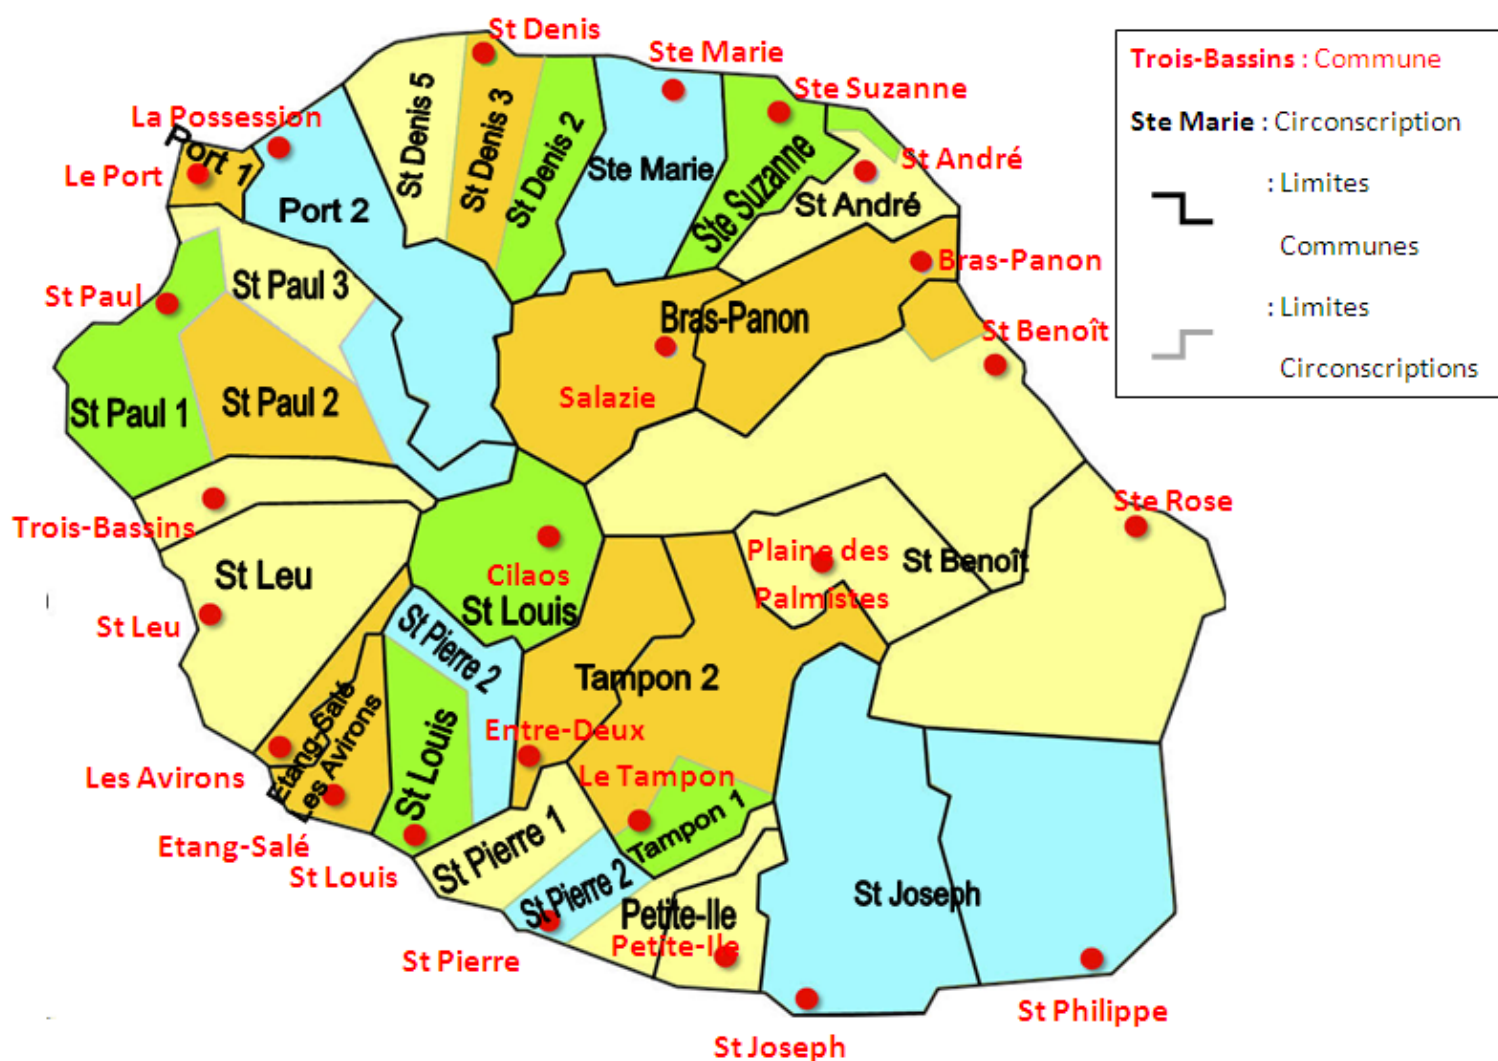 St Denis
Ste Marie
Ste Suzanne
La Possession
Port 1
Le Port
St Denis 5
St Denis 3
St Denis 2
Ste Marie
Ste Suzanne
St André
St André
Port 2
Bras-Panon
St Paul
St Paul 3
Bras-Panon
St Benoît
Salazie
St Paul 1
St Paul 2
Ste Rose
Trois-Bassins
St Leu
Cilaos
St Louis
Plaine des
Palmistes
St Benoît
St Leu
St Pierre 2
Tampon 2
Etang-Salé
Les Avirons
St Louis
Entre-Deux
Les Avirons
Le Tampon
Tampon 1
Etang-Salé
St Louis
St Pierre 1
St Pierre 2
Petite-Ile
Petite-Ile
St Joseph
St Pierre
St Philippe
St Joseph
Trois-Bassins : Commune
Ste Marie : Circonscription
: Limites
Communes
: Limites
Circonscriptions